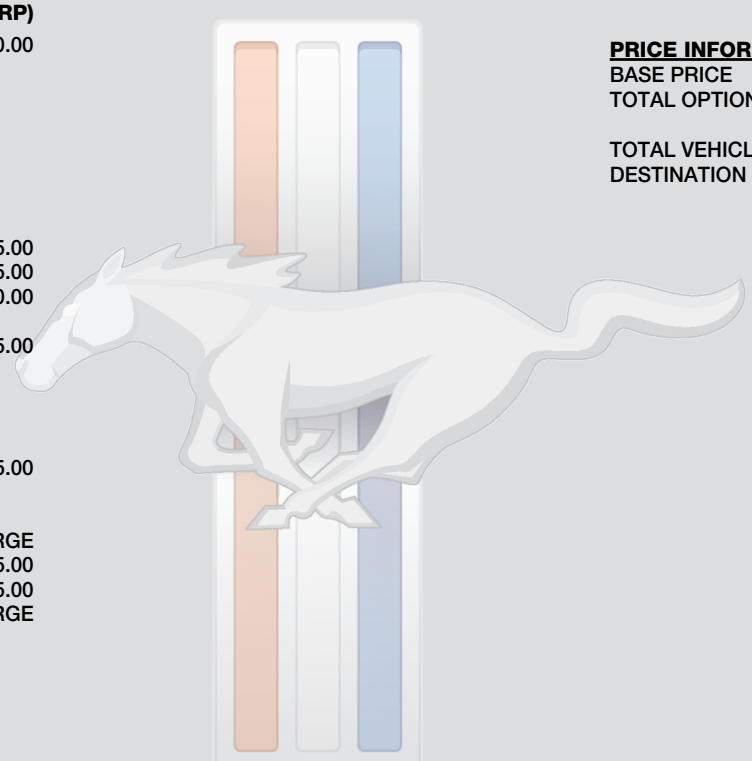 RP)
0.00
5.00
5.00
0.00
5.00
5.00
RGE
5.00
5.00
RGE
PRICE INFOR
BASE PRICE
TOTAL OPTION
TOTAL VEHICL
DESTINATION